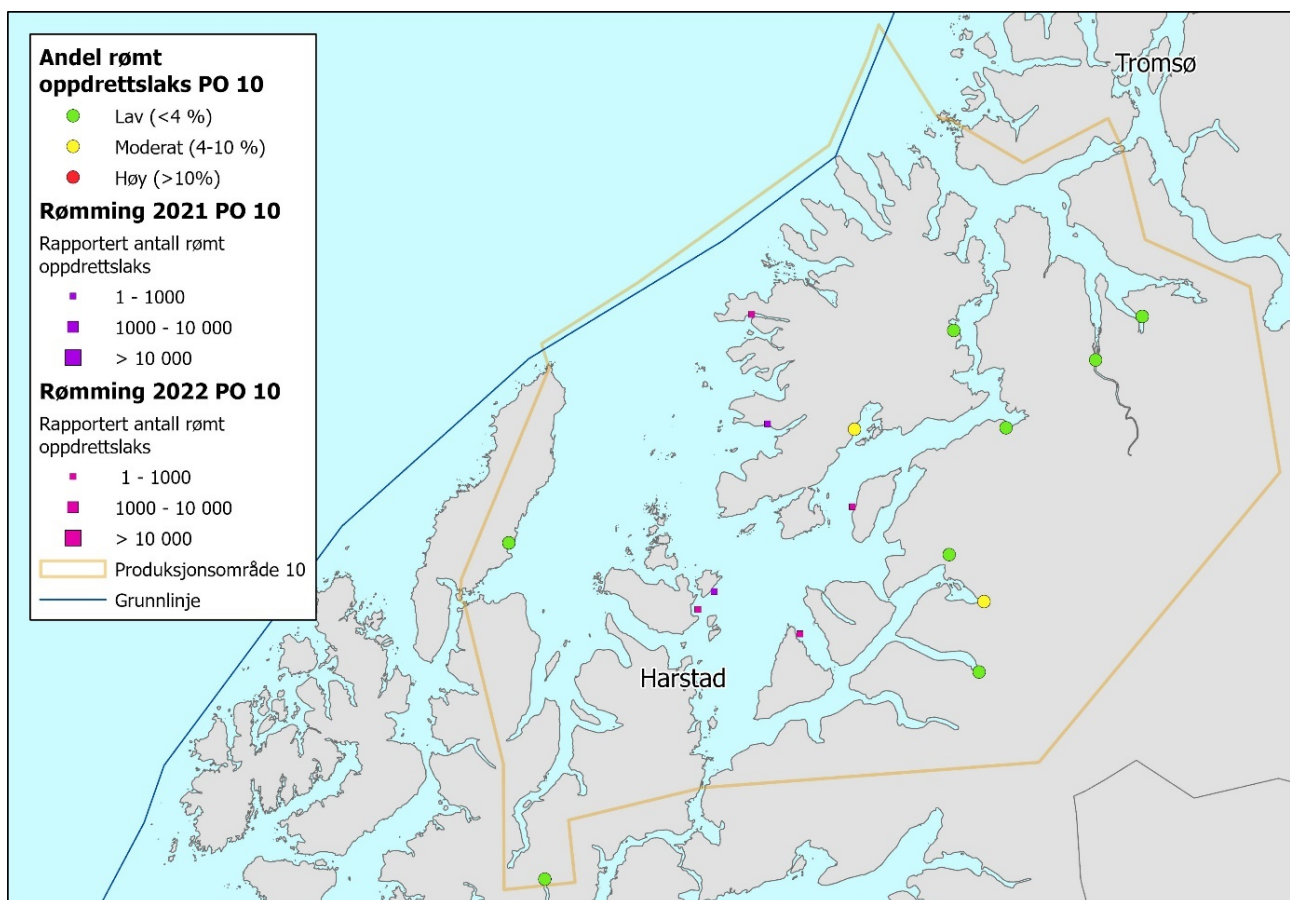 Andel rømt
oppdrettslaks PO 10
Lav (<4 %)
Moderat (4-10 %)
Høy (>10%)
Rømming 2021 PO 10
Rapportert antall rømt
oppdrettslaks
1 - 1000
1000 - 10 000
> 10 000
Rømming 2022 PO 10
Rapportert antall rømt
oppdrettslaks
1 - 1000
1000 - 10 000
> 10 000
Produksjonsområde 10
Grunnlinje
Tromsø
Harstad